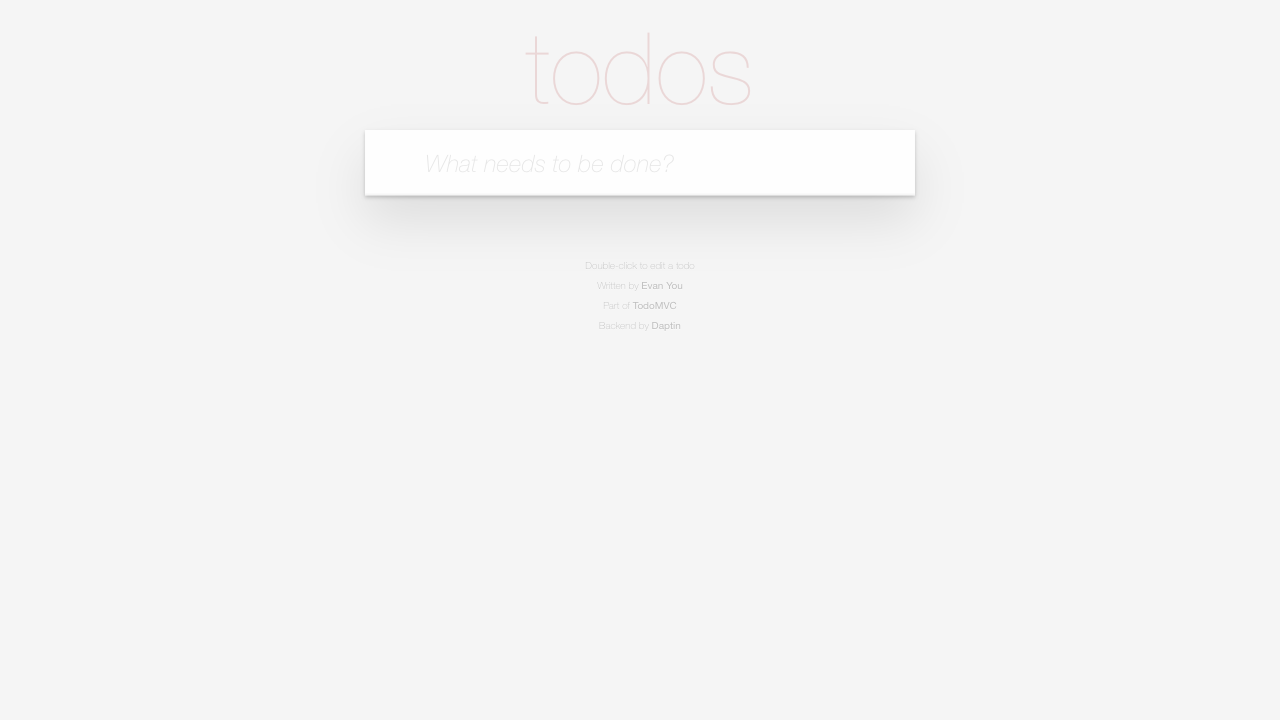 todos
What needs to be done?
Double-click to edit a todo
Written by Evan You
Part of TodoMVC
Backend by Daptin